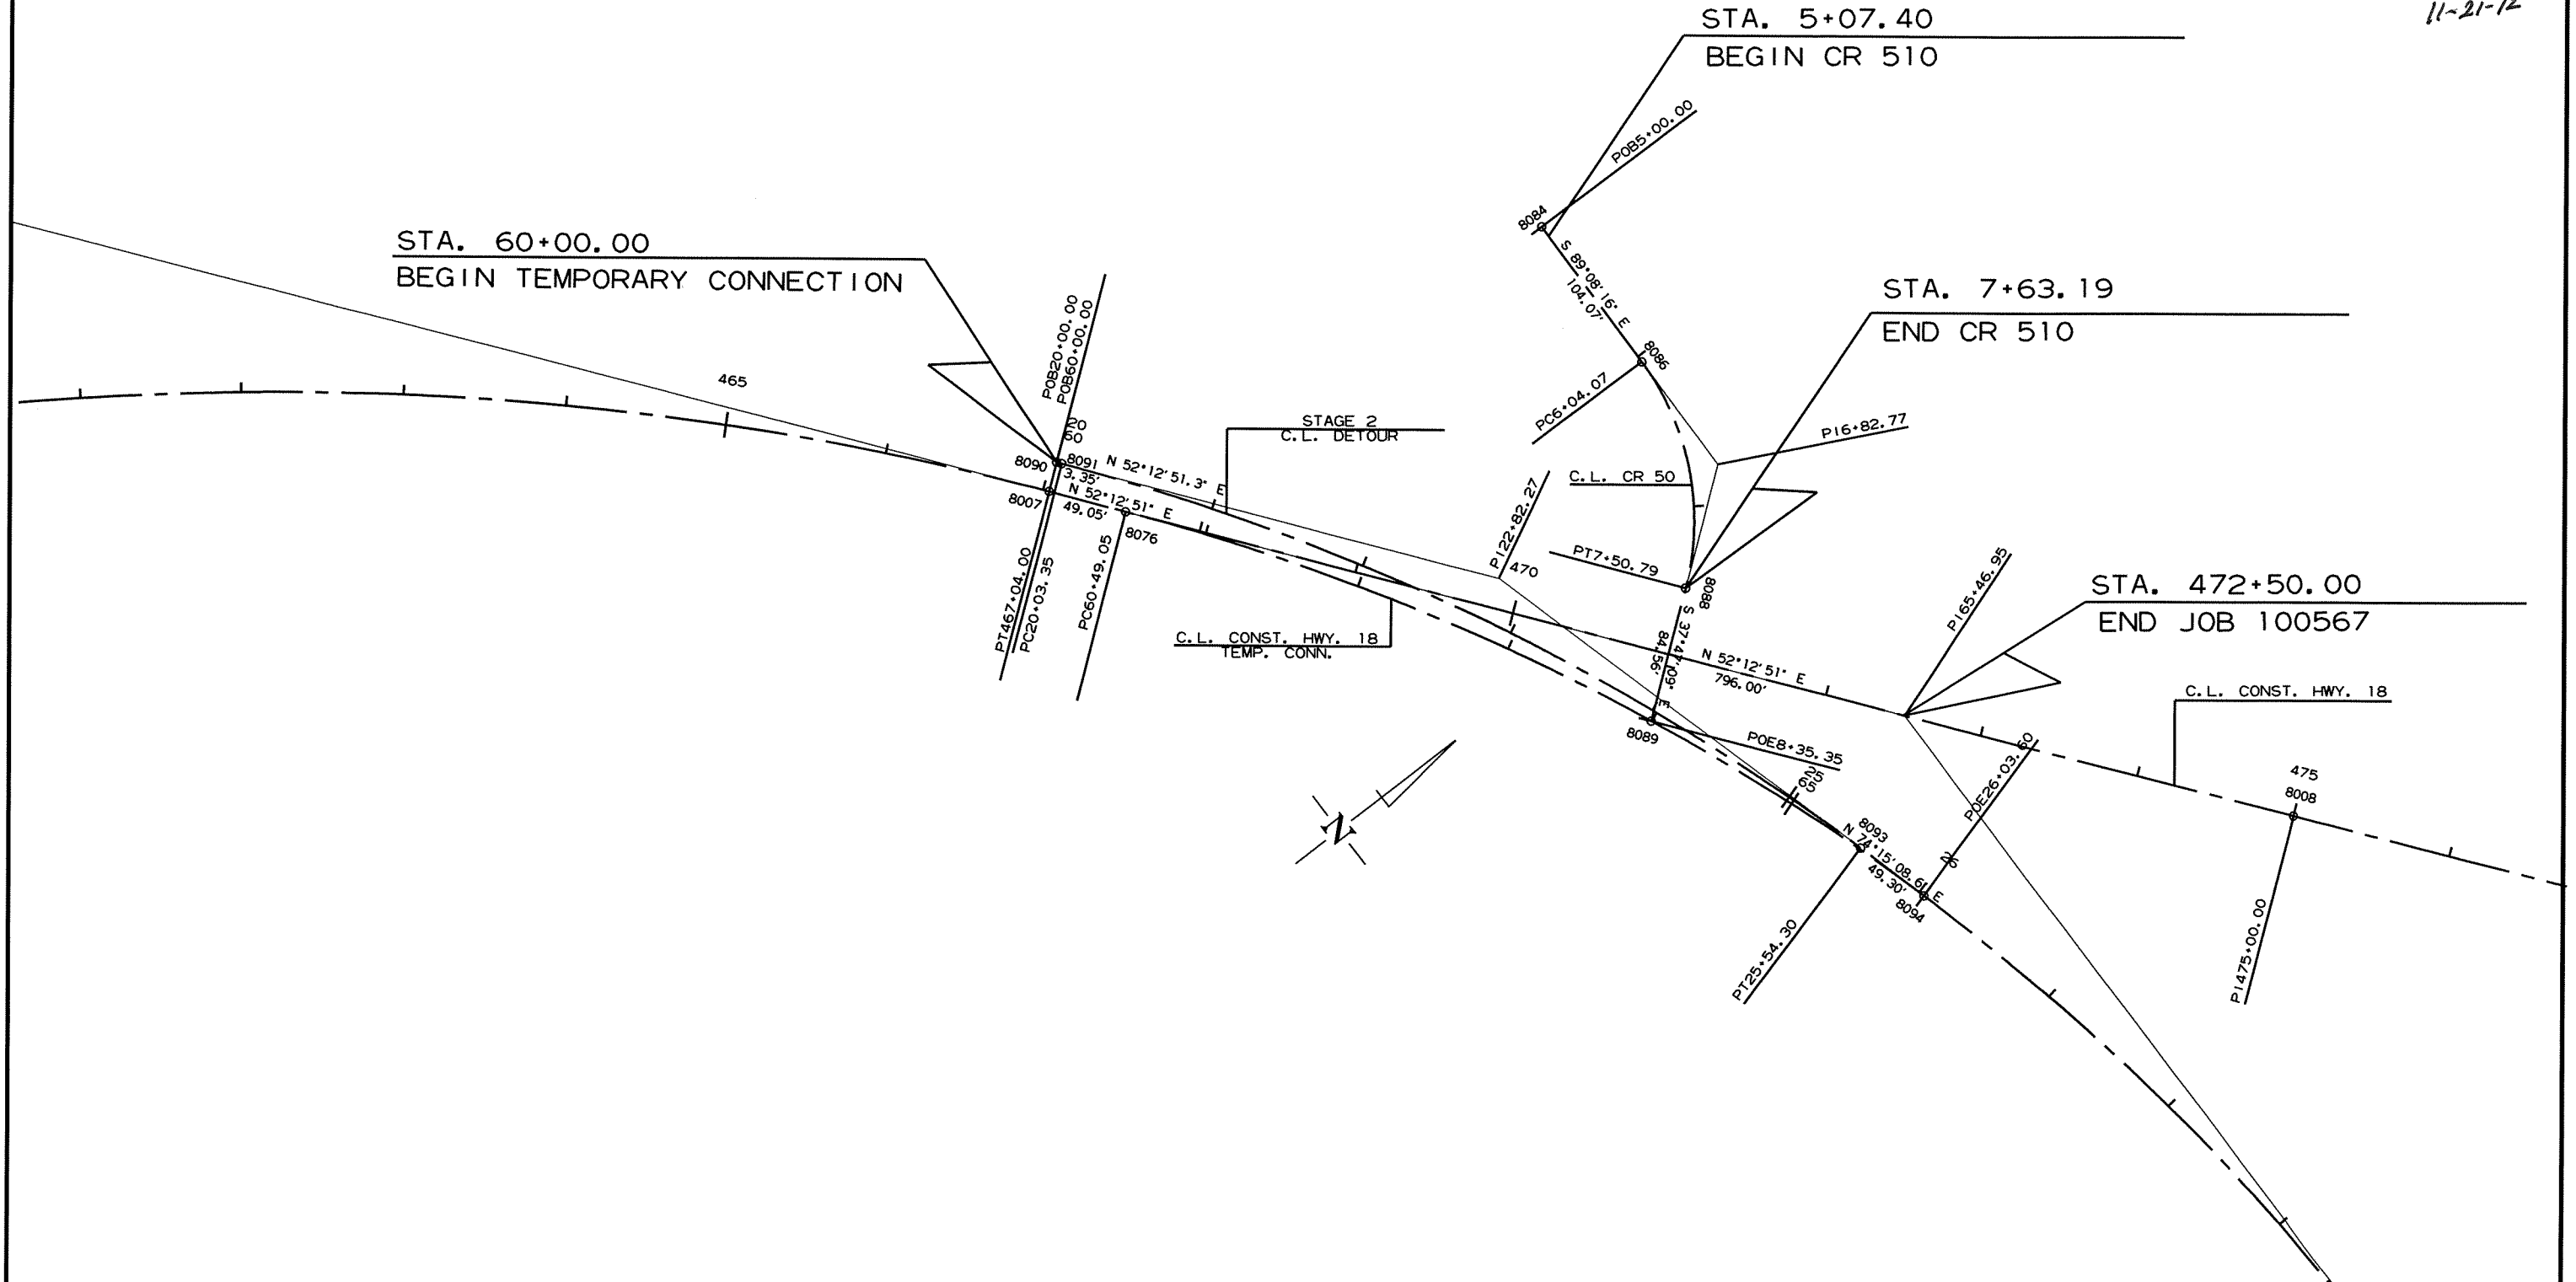 11-21-12
STA. 5+07.40
BEGIN CR 510
POB5+00.00
8084
S 89°08'16" E
104.07'
STA. 60+00.00
BEGIN TEMPORARY CONNECTION
STA. 7+63.19
END CR 510
POB20+00.00
POB60+00.00
8086
465
PC6+04.07
STAGE 2
C.L. DETOUR
PI6+82.77
20
60
8090
8091
N 52°12'51.3" E
3.35'
C.L. CR 50
8007
N 52°12'51" E
49.05'
8076
PI22+82.27
470
PT7+50.79
8088
PT467+04.00
PC20+03.35
PC60+49.05
PI65+46.95
STA. 472+50.00
END JOB 100567
C.L. CONST. HWY. 18
TEMP. CONN.
S 37°47'09" E
84.56'
N 52°12'51" E
796.00'
C.L. CONST. HWY. 18
8089
POE8+35.35
POE26+03.60
25
65
475
8008
N
8093
N 74°15'08.6" E
49.30'
26
8094
PT25+54.30
PI475+00.00